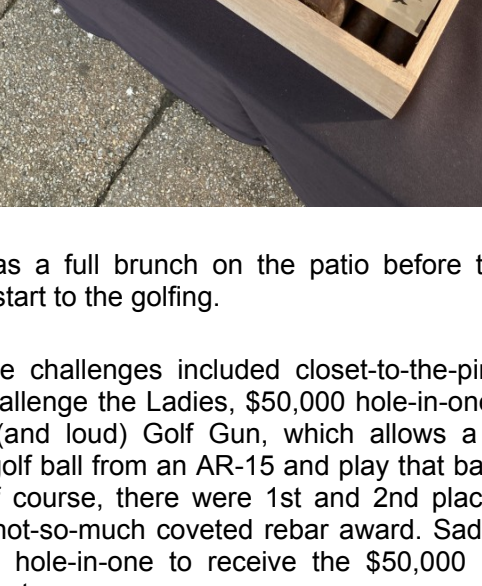 as a full brunch on the patio before t
start to the golfing.
e challenges included closet-to-the-pi
allenge the Ladies, $50,000 hole-in-on
(and loud) Golf Gun, which allows a
golf ball from an AR-15 and play that ba
f course, there were 1st and 2nd plac
not-so-much coveted rebar award. Sad
hole-in-one to receive the $50,000